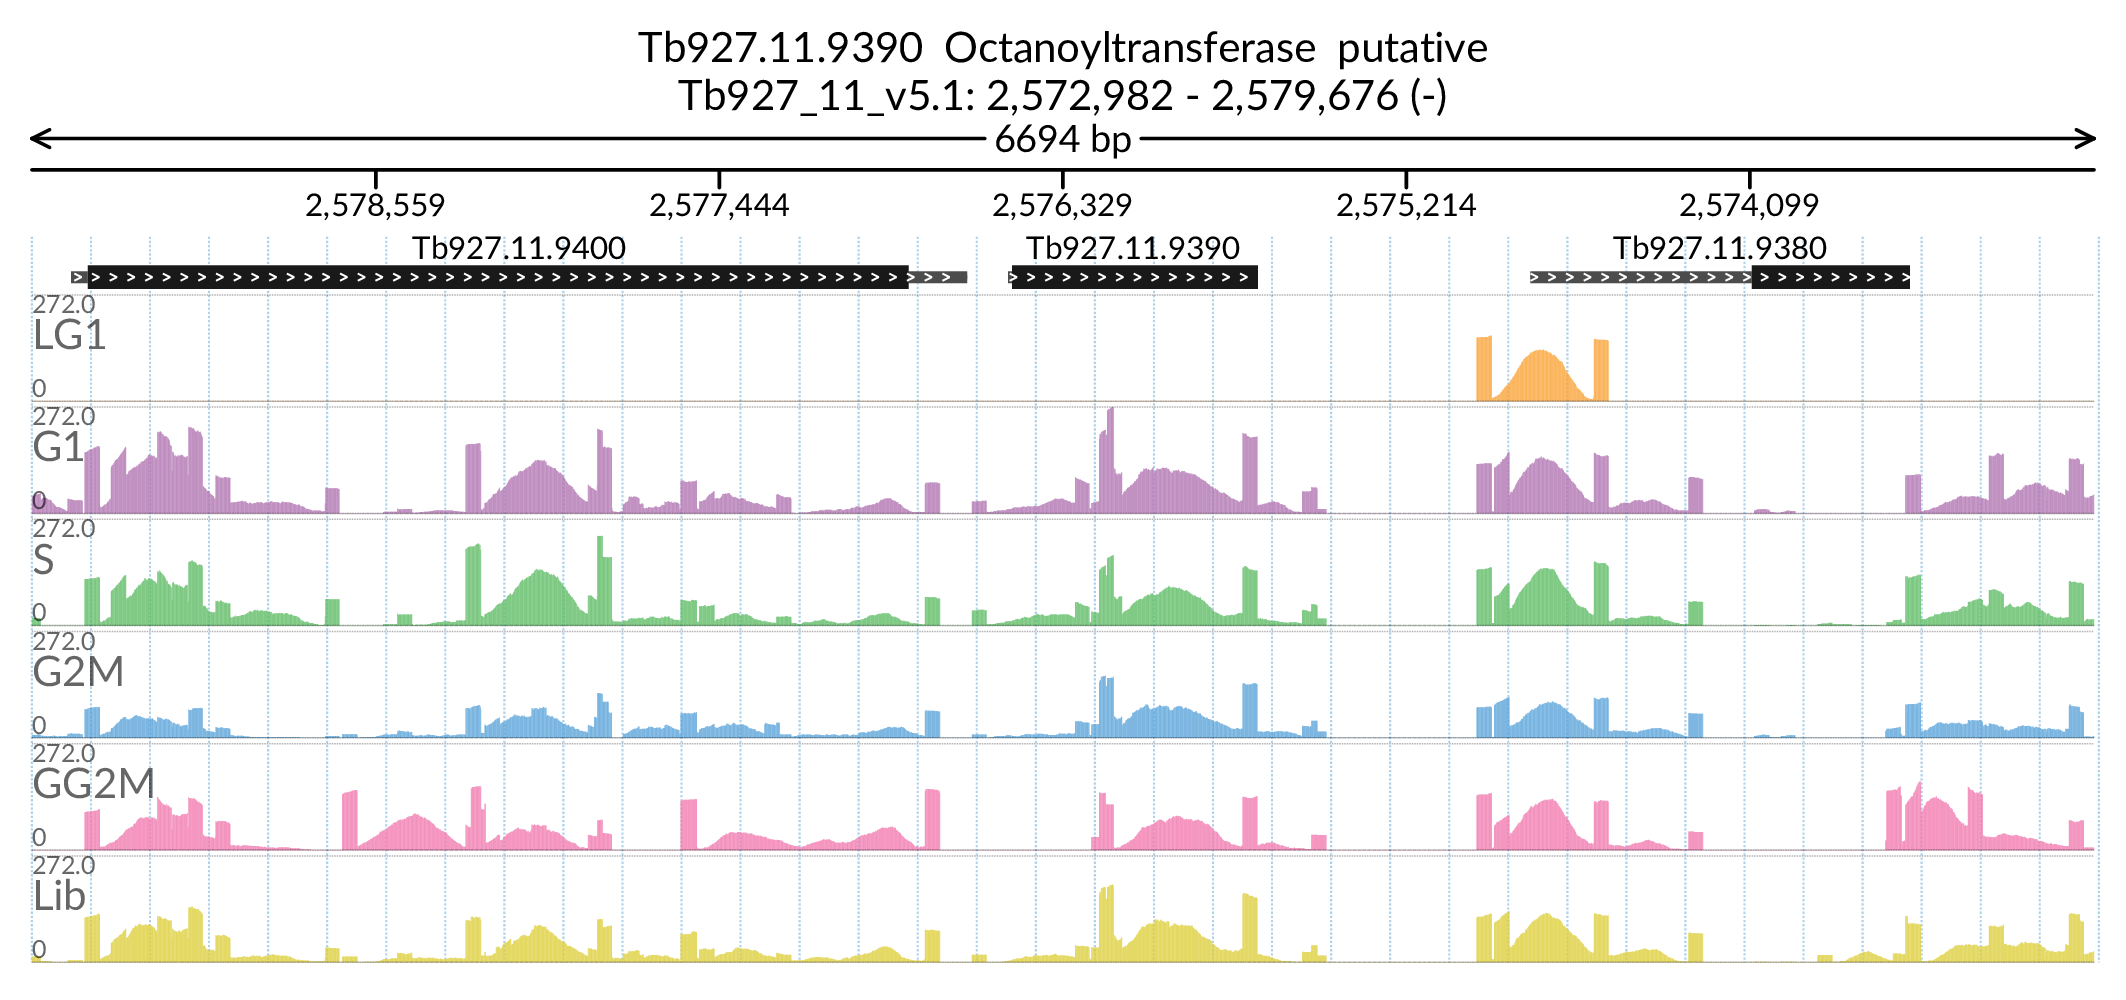 Tb927.11.9390 Octanoyltransferase putative
Tb927_11_v5.1: 2,572,982 - 2,579,676 (-)
6694 bp
2,578,559 2,577,444 2,576,329 2,575,214 2,574,099
Tb927.11.9400 Tb927.11.9390 Tb927.11.9380
272.0
LG1
0
272.0
G1
0
272.0
S
0
272.0
G2M
0
272.0
GG2M
0
272.0
Lib
0